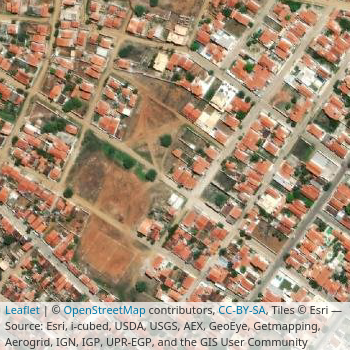 Leaflet | © OpenStreetMap contributors, CC-BY-SA, Tiles © Esri —
Source: Esri, i-cubed, USDA, USGS, AEX, GeoEye, Getmapping,
Aerogrid, IGN, IGP, UPR-EGP, and the GIS User Community